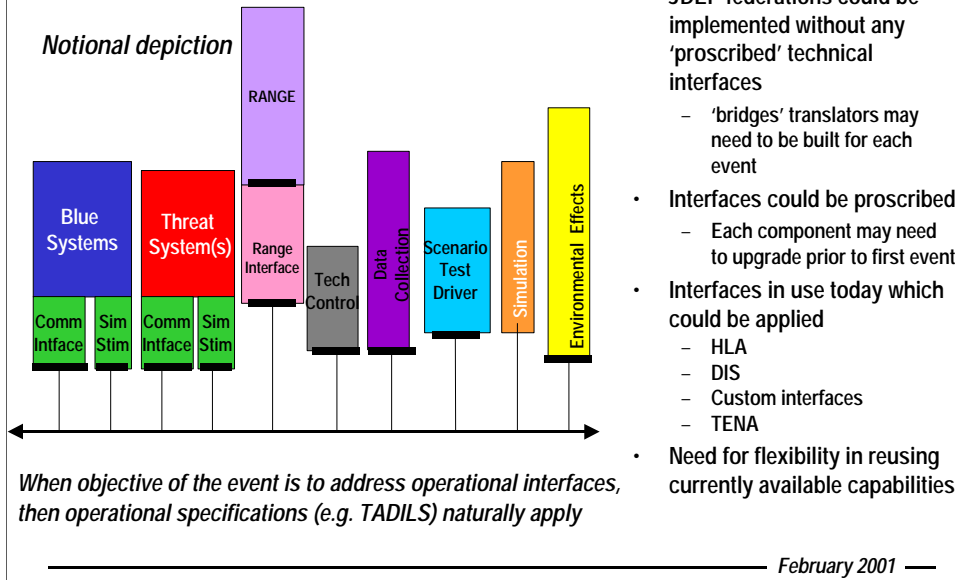 Notional depiction
RANGE
Blue
Systems
Threat
System(s)
Range
Interface
Tech
Control
Data
Collection
Scenario
Test
Driver
Simulation
Environmental Effects
Comm
Intface
Sim
Stim
Comm
Intface
Sim
Stim
When objective of the event is to address operational interfaces,
then operational specifications (e.g. TADILS) naturally apply
JDEP federations could be
implemented without any
‘proscribed’ technical
interfaces
– ‘bridges’ translators may
need to be built for each
event
• Interfaces could be proscribed
– Each component may need
to upgrade prior to first event
• Interfaces in use today which
could be applied
– HLA
– DIS
– Custom interfaces
– TENA
• Need for flexibility in reusing
currently available capabilities
February 2001